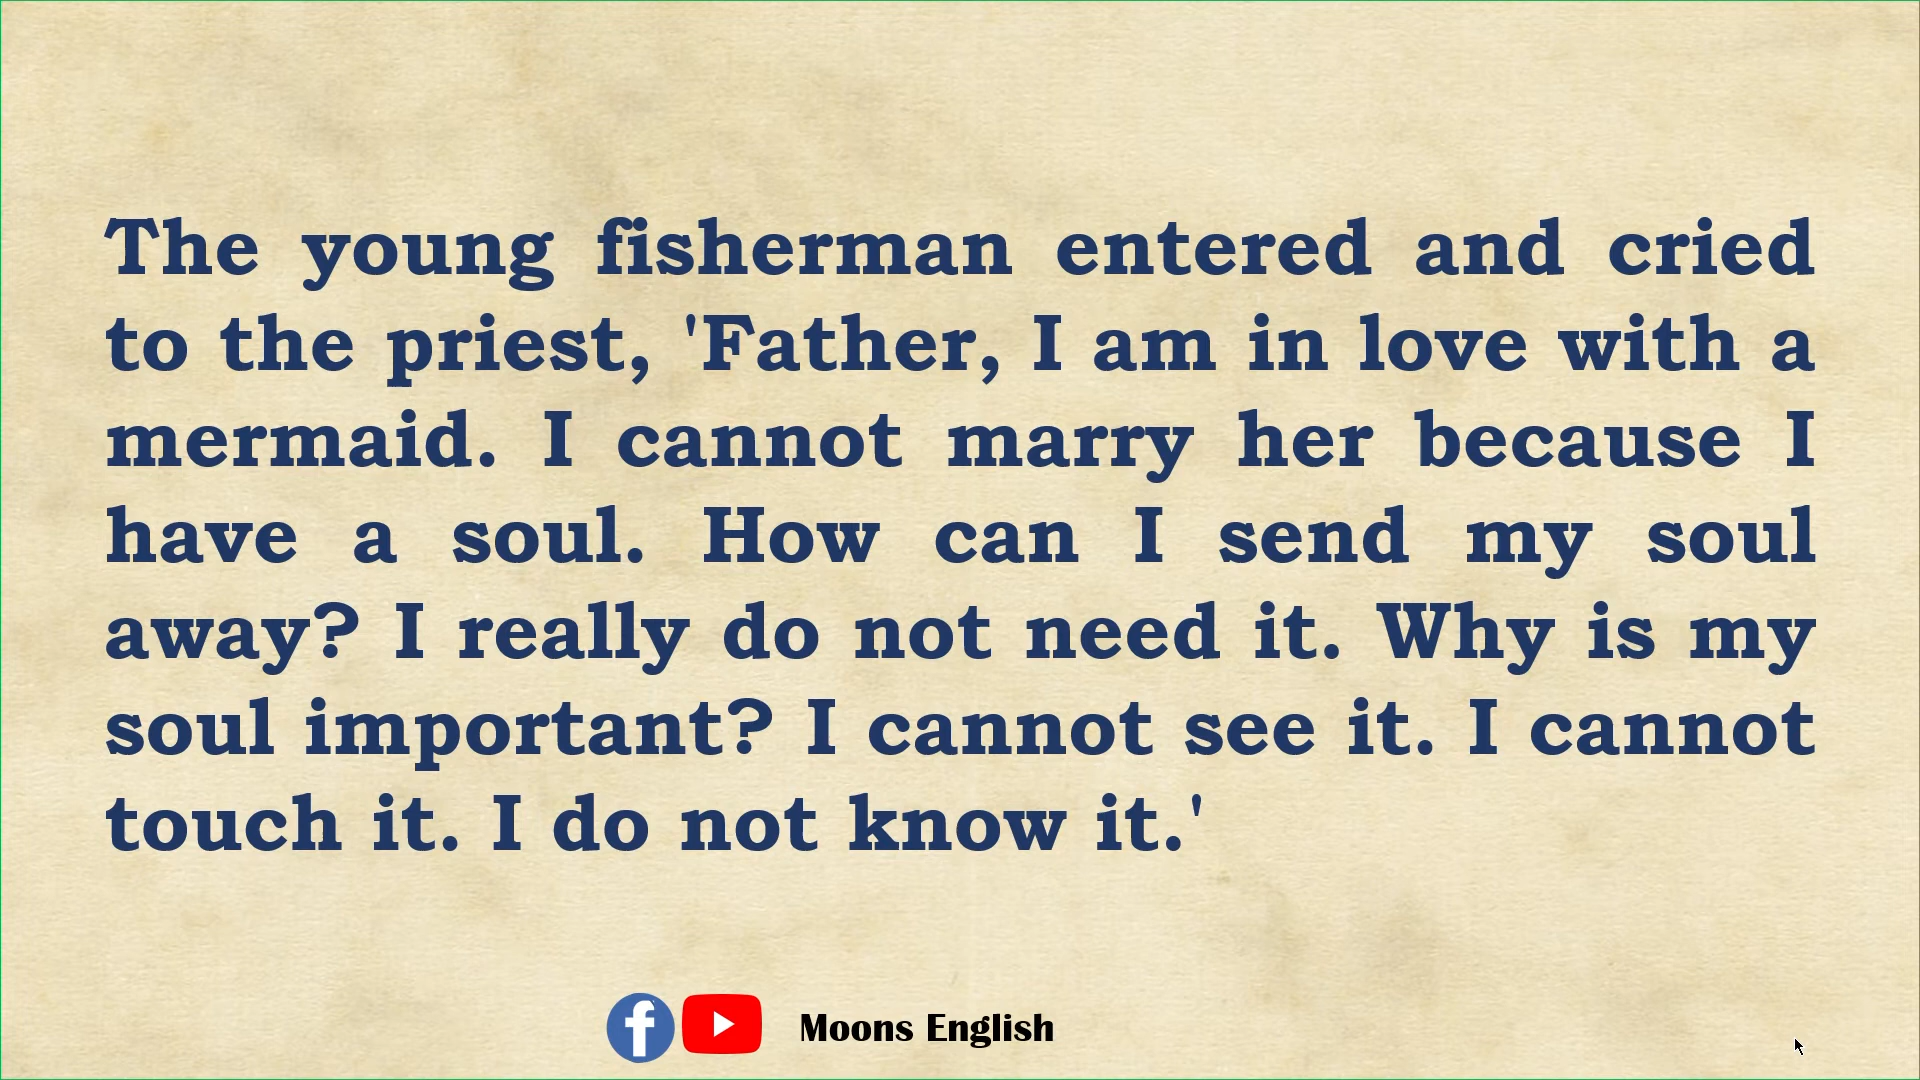 The young fisherman entered and cried
to the priest, 'Father, I am in love with a
mermaid. I cannot marry her because I
have a soul. How can I send my soul
away? I really do not need it. Why is my
soul important? I cannot see it. I cannot
touch it. I do not know it.'
Moons English